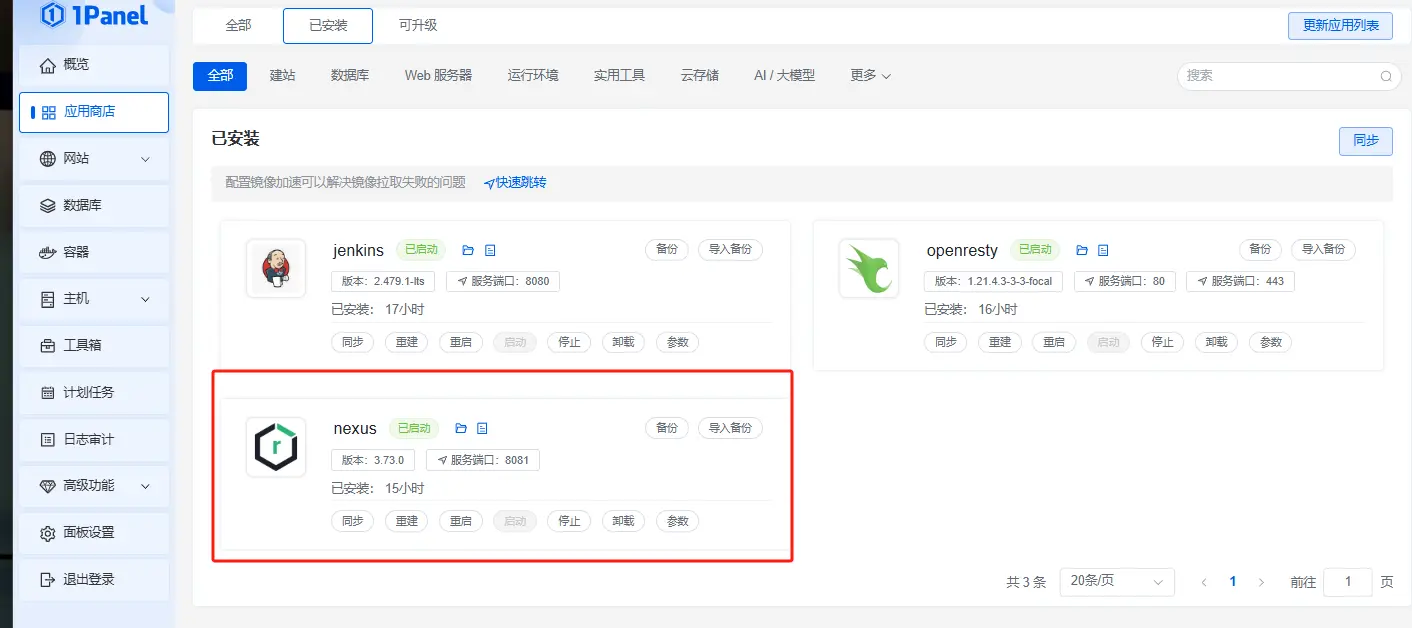 1Panel
概览
应用商店
网站
数据库
容器
主机
工具箱
计划任务
日志审计
高级功能
面板设置
退出登录
全部 已安装 可升级 更新应用列表
全部 建站 数据库 Web 服务器 运行环境 实用工具 云存储 AI / 大模型 更多 搜索
已安装 同步
配置镜像加速可以解决镜像拉取失败的问题 快速跳转
jenkins 已启动 备份 导入备份
版本： 2.479.1-lts 服务端口： 8080
已安装： 17小时
同步 重建 重启 启动 停止 卸载 参数
openresty 已启动 备份 导入备份
版本： 1.21.4.3-3-3-focal 服务端口： 80 服务端口： 443
已安装： 16小时
同步 重建 重启 启动 停止 卸载 参数
nexus 已启动 备份 导入备份
r
版本： 3.73.0 服务端口： 8081
已安装： 15小时
同步 重建 重启 启动 停止 卸载 参数
共 3 条 20条/页 1 前往 1 页